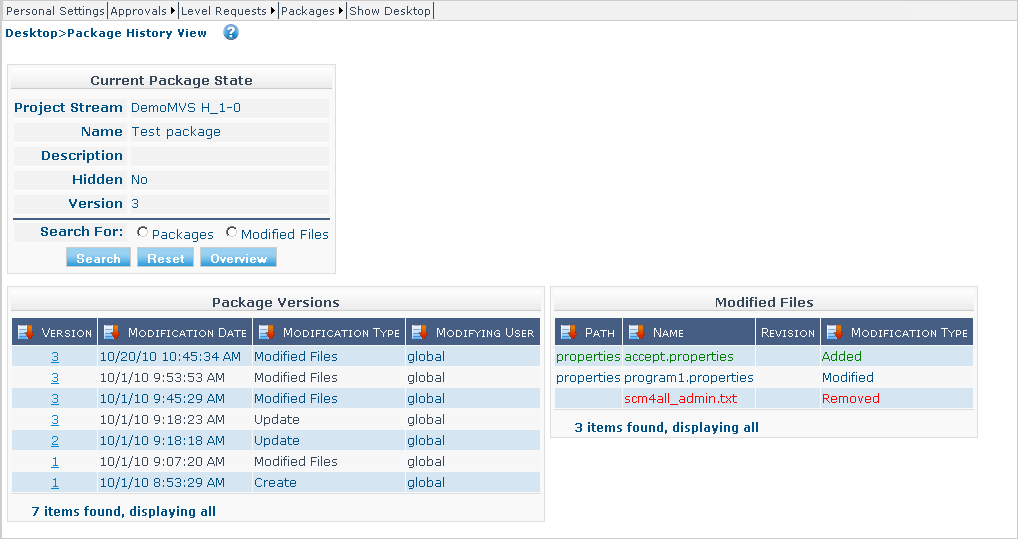 Personal Settings Approvals Level Requests Packages Show Desktop
Desktop>Package History View ?
Current Package State
Project Stream DemoMVS H_1-0
Name Test package
Description
Hidden No
Version 3
Search For: Packages Modified Files
Search Reset Overview
Package Versions
VERSION MODIFICATION DATE MODIFICATION TYPE MODIFYING USER
3 10/20/10 10:45:34 AM Modified Files global
3 10/1/10 9:53:53 AM Modified Files global
3 10/1/10 9:45:29 AM Modified Files global
3 10/1/10 9:18:23 AM Update global
2 10/1/10 9:18:18 AM Update global
1 10/1/10 9:07:20 AM Modified Files global
1 10/1/10 8:53:29 AM Create global
7 items found, displaying all
Modified Files
PATH NAME REVISION MODIFICATION TYPE
properties accept.properties Added
properties program1.properties Modified
scm4all_admin.txt Removed
3 items found, displaying all